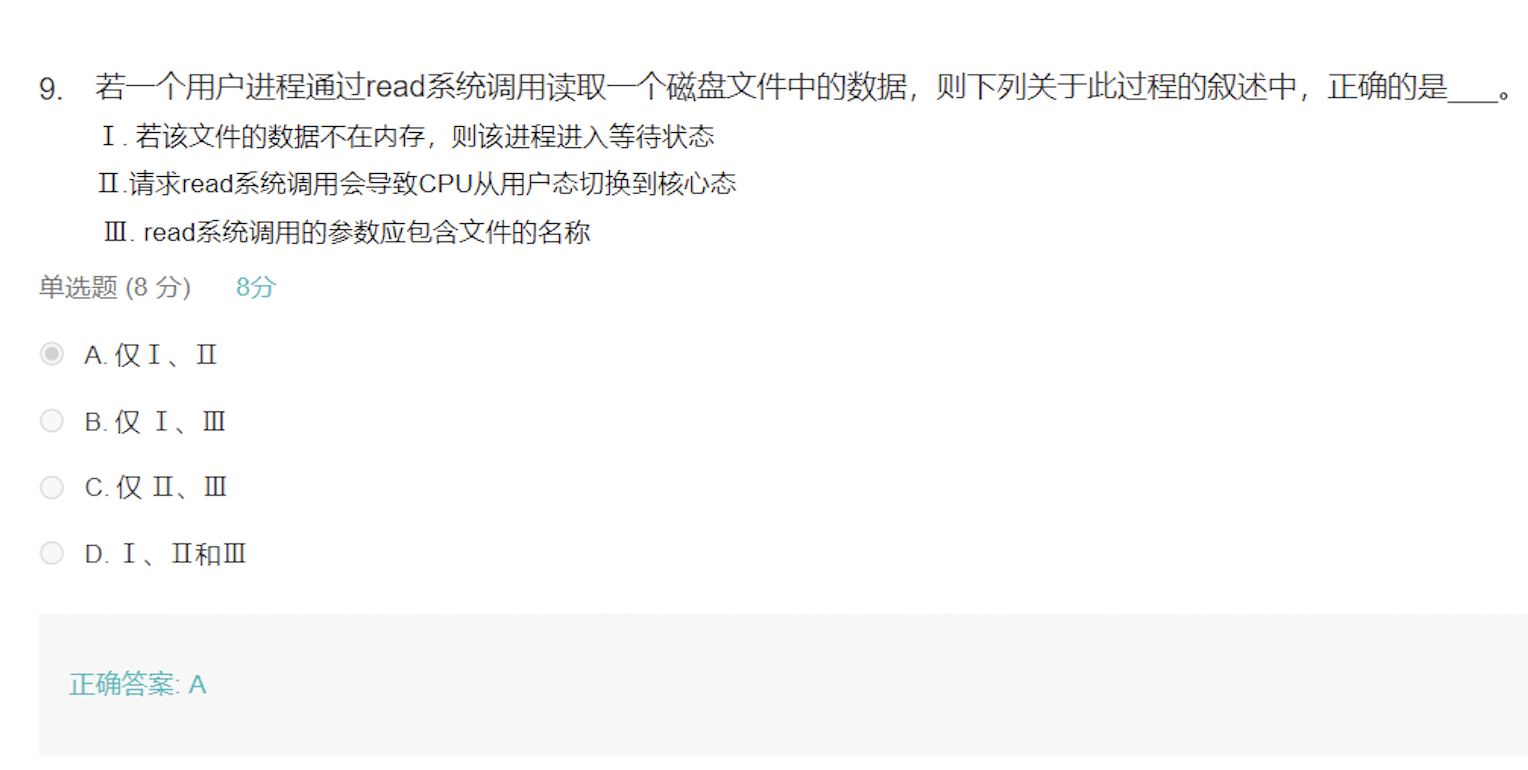 9. 若一个用户进程通过read系统调用读取一个磁盘文件中的数据，则下列关于此过程的叙述中，正确的是___。
Ⅰ. 若该文件的数据不在内存，则该进程进入等待状态
Ⅱ.请求read系统调用会导致CPU从用户态切换到核心态
Ⅲ. read系统调用的参数应包含文件的名称
单选题 (8 分) 8分
A. 仅Ⅰ、Ⅱ
B. 仅 Ⅰ、Ⅲ
C. 仅 Ⅱ、Ⅲ
D. Ⅰ、Ⅱ和Ⅲ
正确答案: A